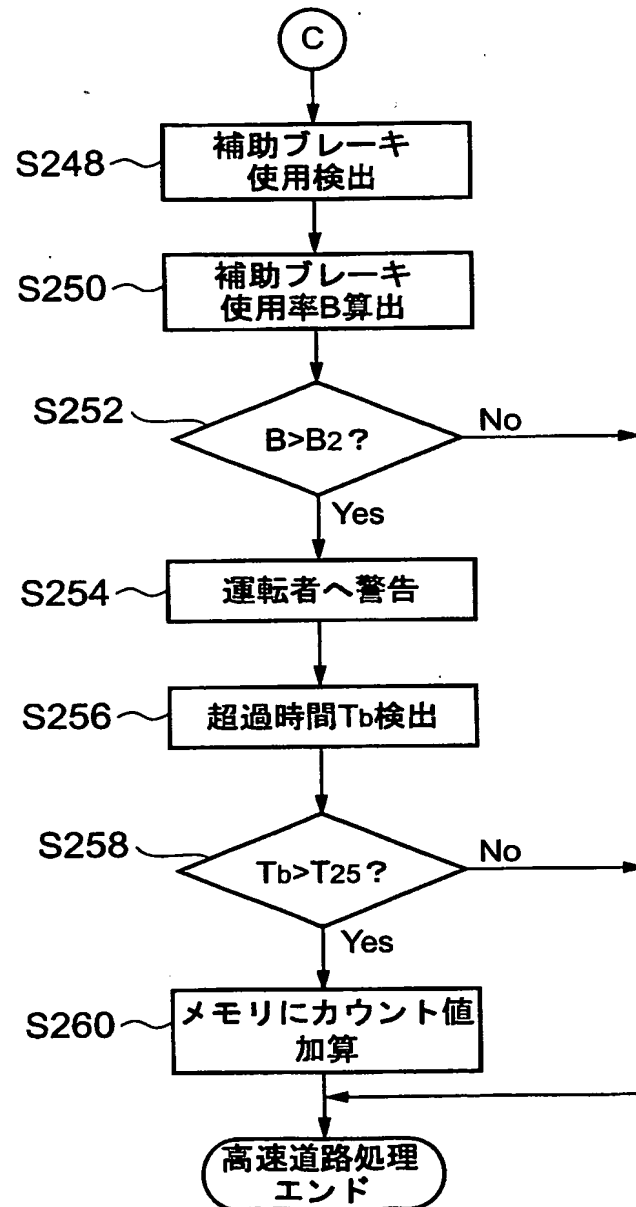 C
S248
補助ブレーキ
使用検出
S250
補助ブレーキ
使用率B算出
S252
B>B2?
No
Yes
S254
運転者へ警告
S256
超過時間Tb検出
S258
Tb>T25?
No
Yes
S260
メモリにカウント値
加算
高速道路処理
エンド